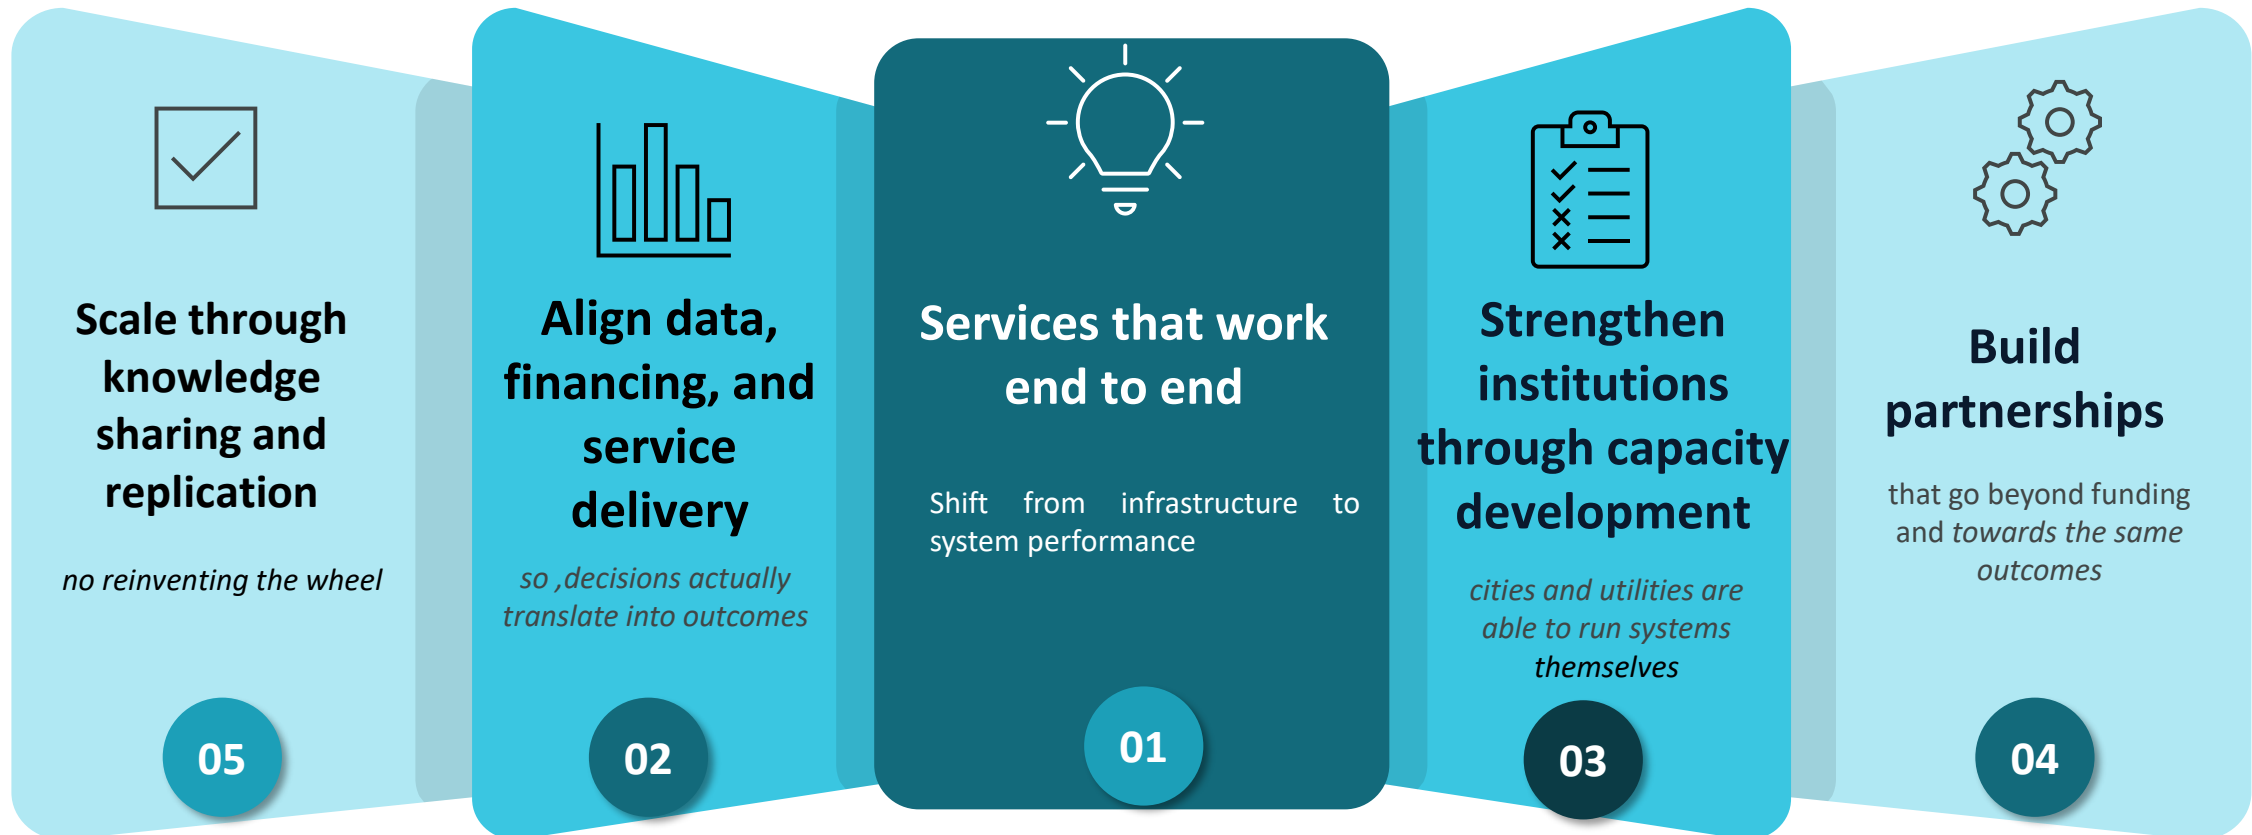 Scale through
knowledge
sharing and
replication
no reinventing the wheel
05
Align data,
financing, and
service
delivery
so ,decisions actually
translate into outcomes
02
Services that work
end to end
Shift from infrastructure to
system performance
01
Strengthen
institutions
through capacity
development
cities and utilities are
able to run systems
themselves
03
Build
partnerships
that go beyond funding
and towards the same
outcomes
04